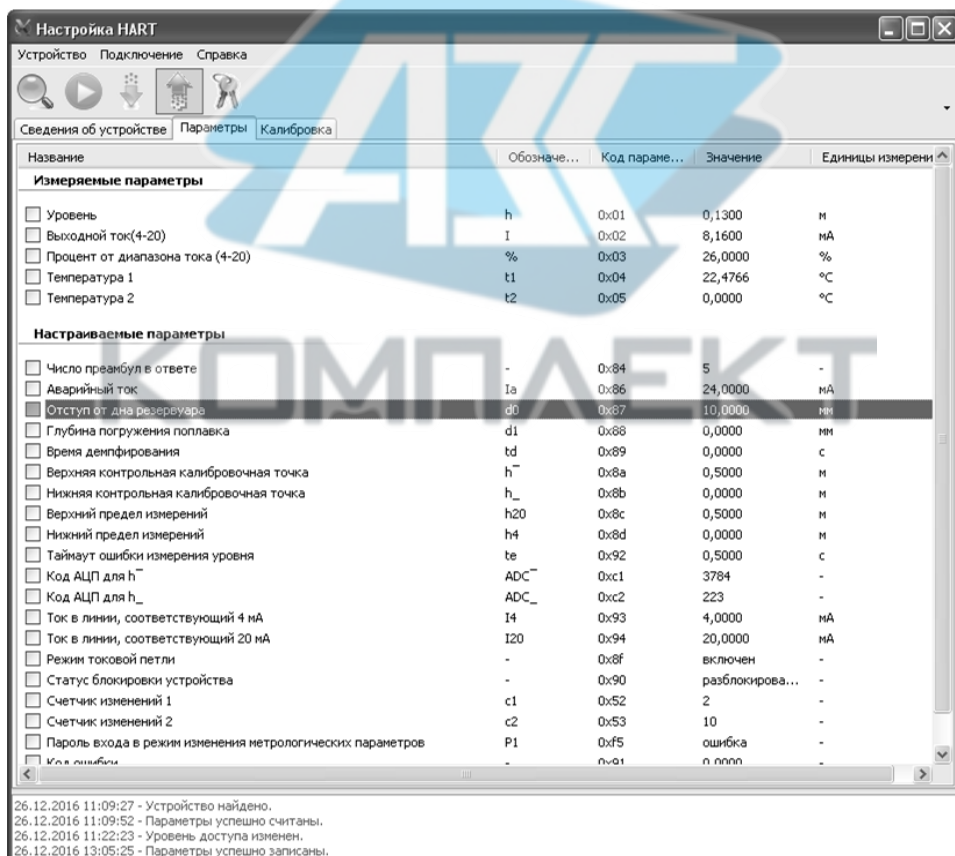 Настройка HART
Устройство Подключение Справка
Сведения об устройстве Параметры Калибровка
Название Обозначе... Код параме... Значение Единицы измерени
Измеряемые параметры
Уровень h 0x01 0,1300 м
Выходной ток(4-20) I 0x02 8,1600 мА
Процент от диапазона тока (4-20) % 0x03 26,0000 %
Температура 1 t1 0x04 22,4766 °C
Температура 2 t2 0x05 0,0000 °C
Настраиваемые параметры
Число преамбул в ответе - 0x84 5 -
Аварийный ток Ia 0x86 24,0000 мА
Отступ от дна резервуара d0 0x87 10,0000 мм
Глубина погружения поплавка d1 0x88 0,0000 мм
Время демпфирования td 0x89 0,0000 с
Верхняя контрольная калибровочная точка h‾ 0x8a 0,5000 м
Нижняя контрольная калибровочная точка h_ 0x8b 0,0000 м
Верхний предел измерений h20 0x8c 0,5000 м
Нижний предел измерений h4 0x8d 0,0000 м
Таймаут ошибки измерения уровня te 0x92 0,5000 с
Код АЦП для h‾ ADC‾ 0xc1 3784 -
Код АЦП для h_ ADC_ 0xc2 223 -
Ток в линии, соответствующий 4 мА I4 0x93 4,0000 мА
Ток в линии, соответствующий 20 мА I20 0x94 20,0000 мА
Режим токовой петли - 0x8f включен -
Статус блокировки устройства - 0x90 разблокирова... -
Счетчик изменений 1 c1 0x52 2 -
Счетчик изменений 2 c2 0x53 10 -
Пароль входа в режим изменения метрологических параметров P1 0xf5 ошибка -
Код ошибки - 0x91 0,0000 -
26.12.2016 11:09:27 - Устройство найдено.
26.12.2016 11:09:52 - Параметры успешно считаны.
26.12.2016 11:22:23 - Уровень доступа изменен.
26.12.2016 13:05:25 - Параметры успешно записаны.
АЗС
КОМПЛЕКТ